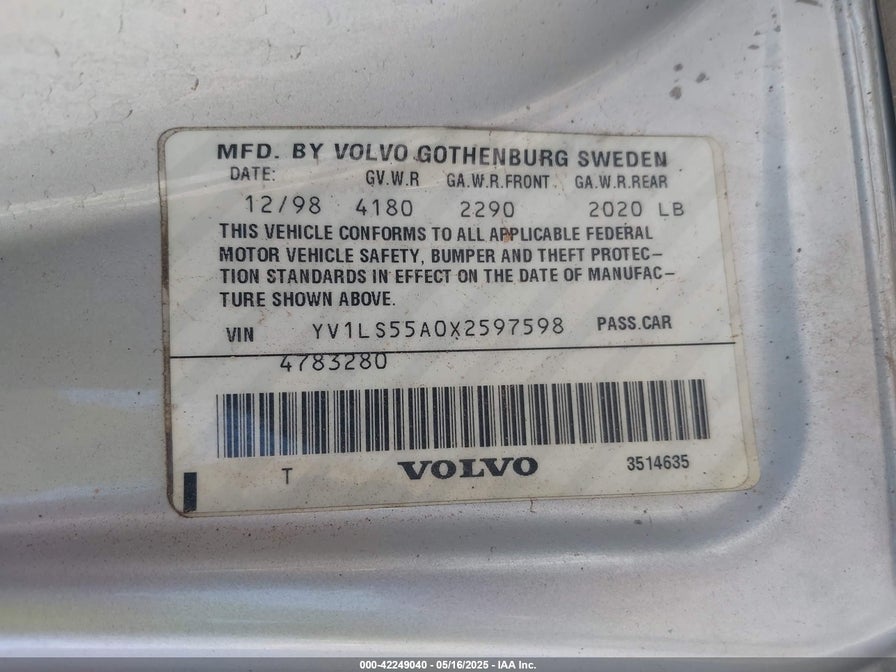 MFD. BY VOLVO GOTHENBURG SWEDEN
DATE: GV.W.R GA.W.R.FRONT. GA.W.R.REAR
12/98 4180 2290 2020 LB
THIS VEHICLE CONFORMS TO ALL APPLICABLE FEDERAL
MOTOR VEHICLE SAFETY, BUMPER AND THEFT PROTEC-
TION STANDARDS IN EFFECT ON THE DATE OF MANUFAC-
TURE SHOWN ABOVE.
VIN YV1LS55A0X2597598 PASS.CAR
4783280
T VOLVO 3514635
000-42249040 - 05/16/2025 - IAA Inc.